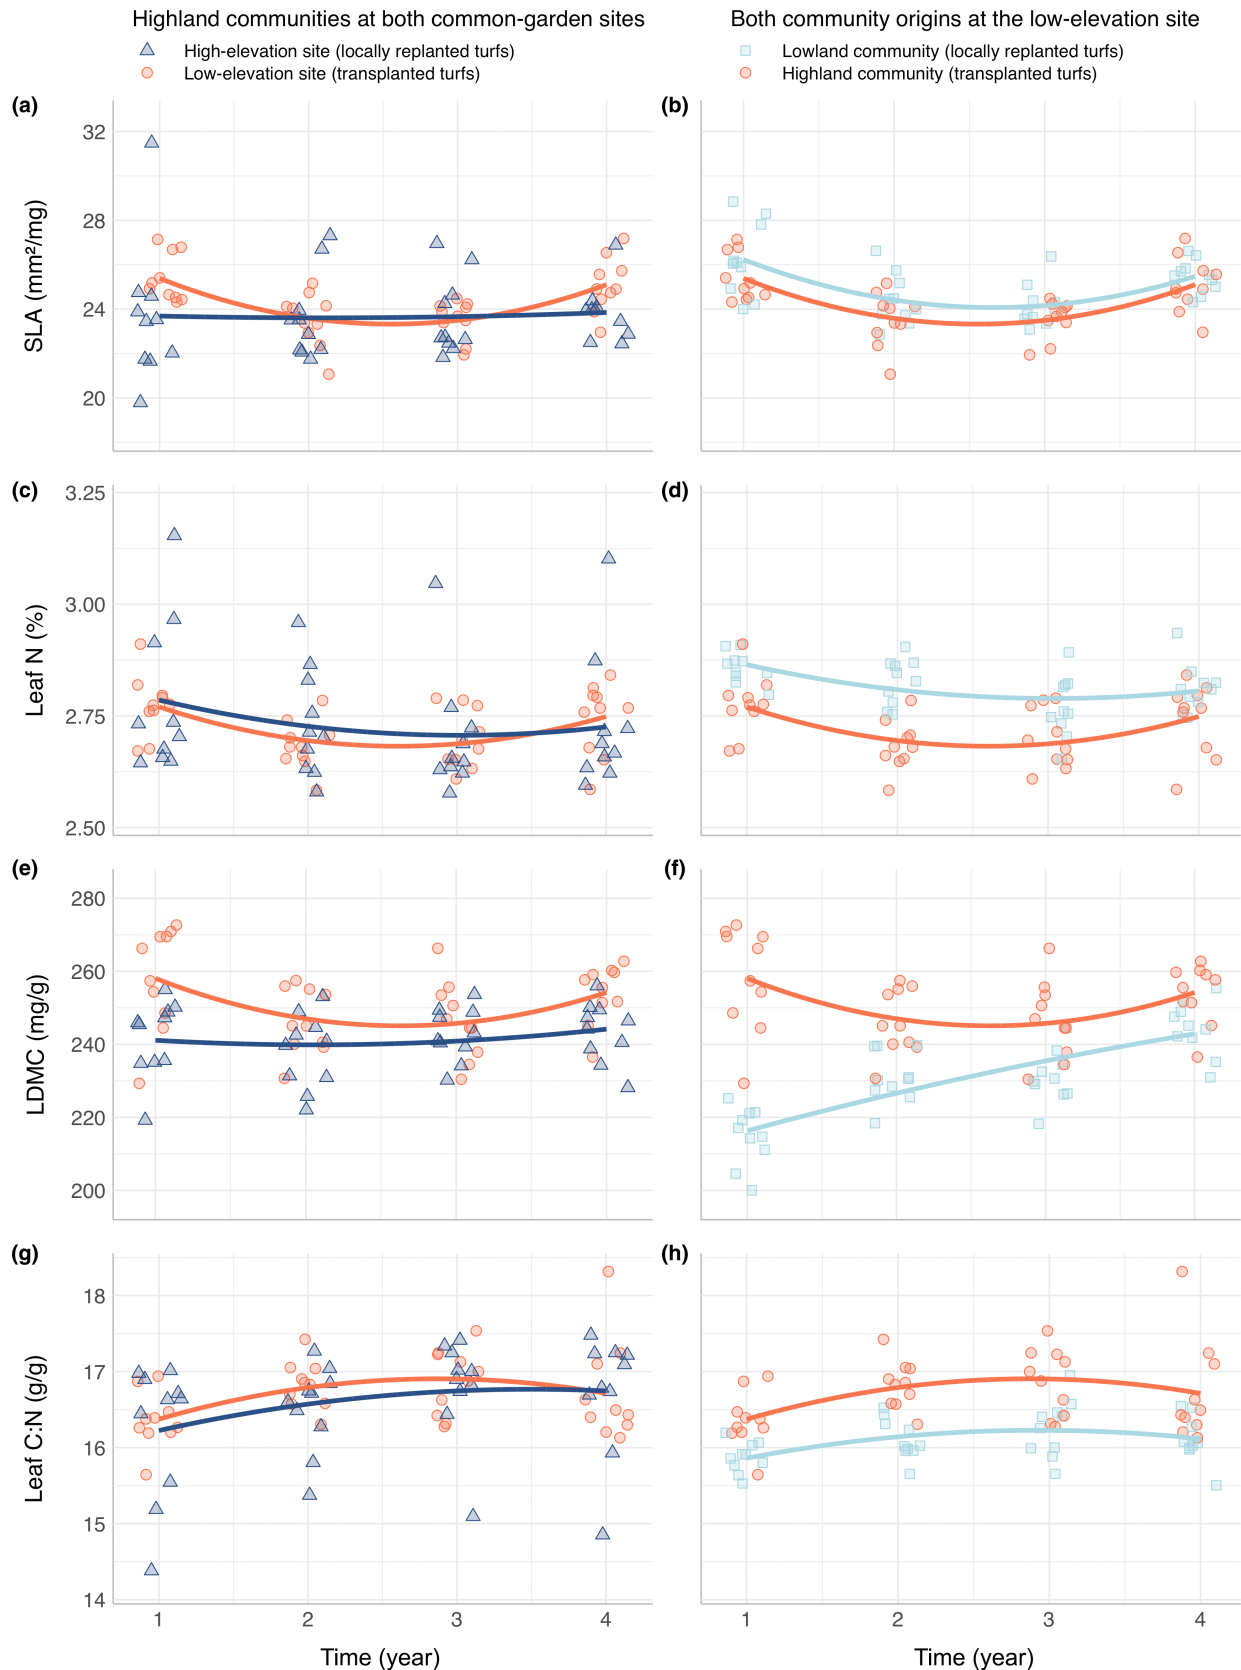 Highland communities at both common-garden sites
High-elevation site (locally replanted turfs)
Low-elevation site (transplanted turfs)
Both community origins at the low-elevation site
Lowland community (locally replanted turfs)
Highland community (transplanted turfs)
(a)
SLA (mm²/mg)
32
28
24
20
(b)
(c)
Leaf N (%)
3.25
3.00
2.75
2.50
(d)
(e)
LDMC (mg/g)
280
260
240
220
200
(f)
(g)
Leaf C:N (g/g)
18
17
16
15
14
(h)
1 2 3 4
Time (year)
1 2 3 4
Time (year)